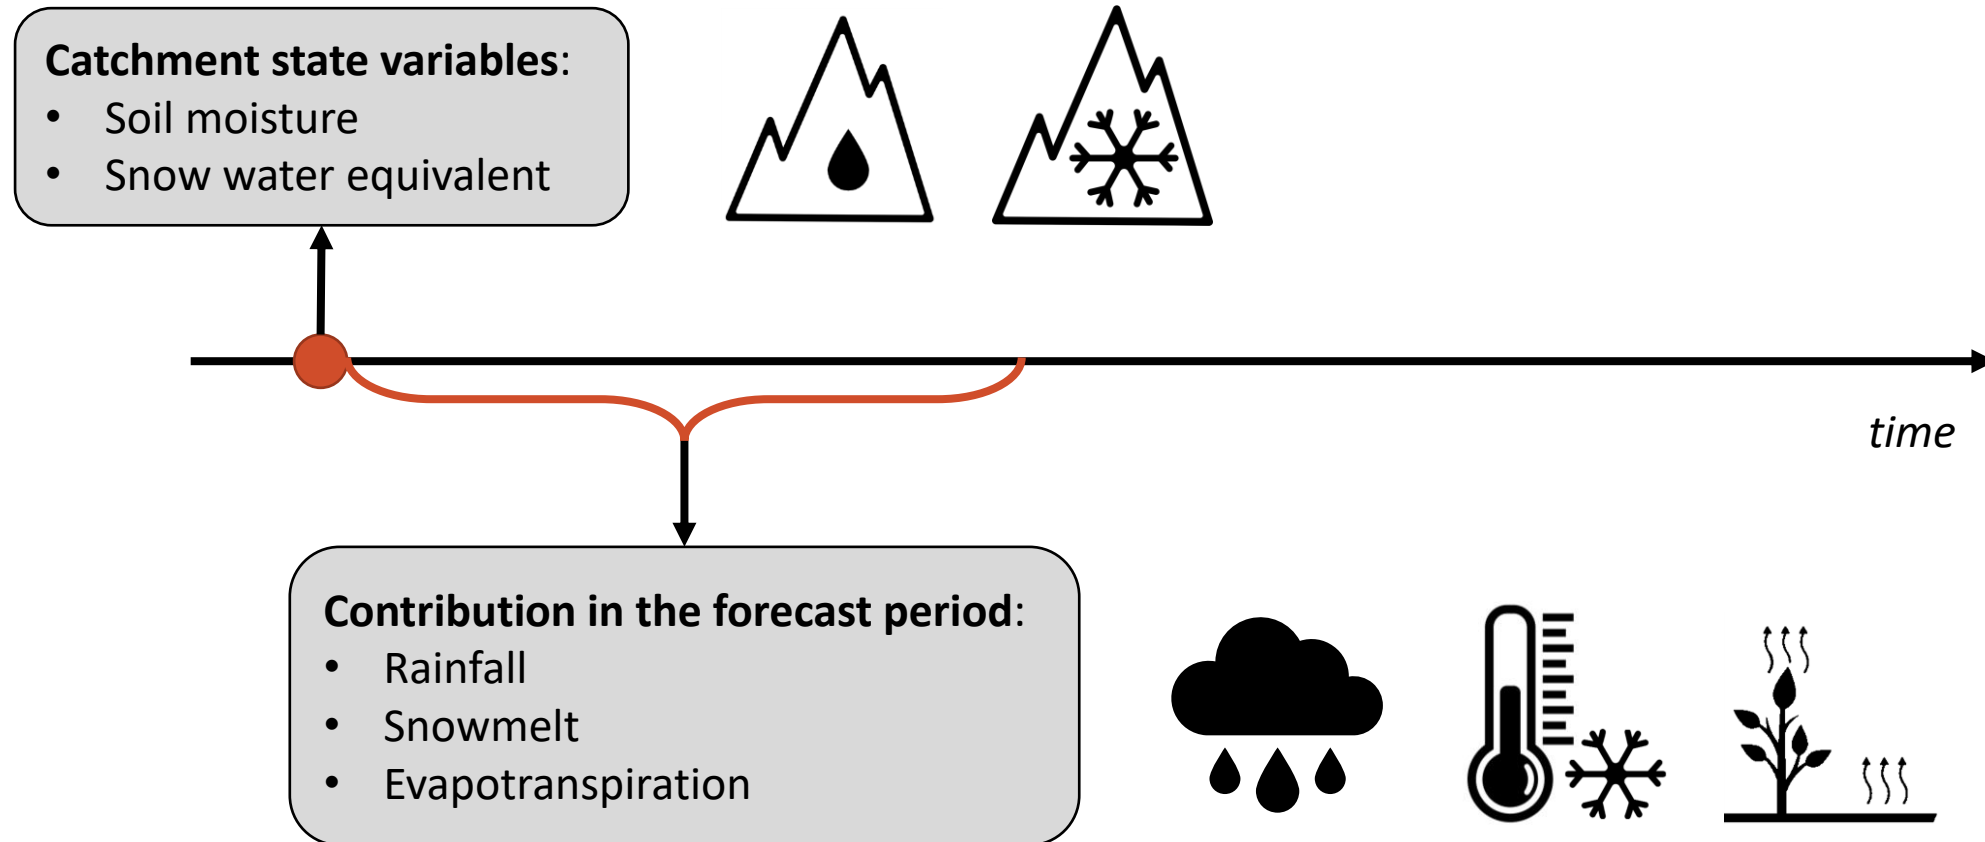 Catchment state variables:
• Soil moisture
• Snow water equivalent
time
Contribution in the forecast period:
• Rainfall
• Snowmelt
• Evapotranspiration